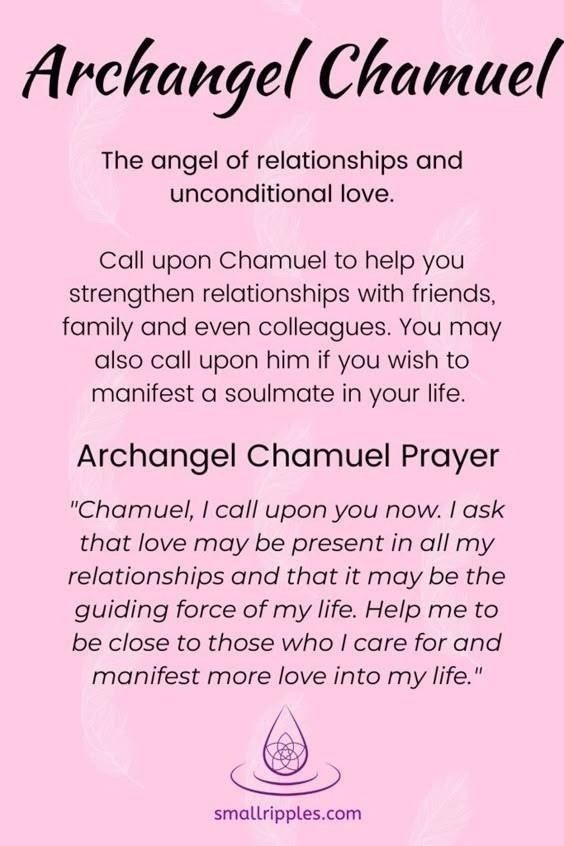 Archangel Chamuel
The angel of relationships and
unconditional love.
Call upon Chamuel to help you
strengthen relationships with friends,
family and even colleagues. You may
also call upon him if you wish to
manifest a soulmate in your life.
Archangel Chamuel Prayer
"Chamuel, I call upon you now. I ask
that love may be present in all my
relationships and that it may be the
guiding force of my life. Help me to
be close to those who I care for and
manifest more love into my life."
smallripples.com